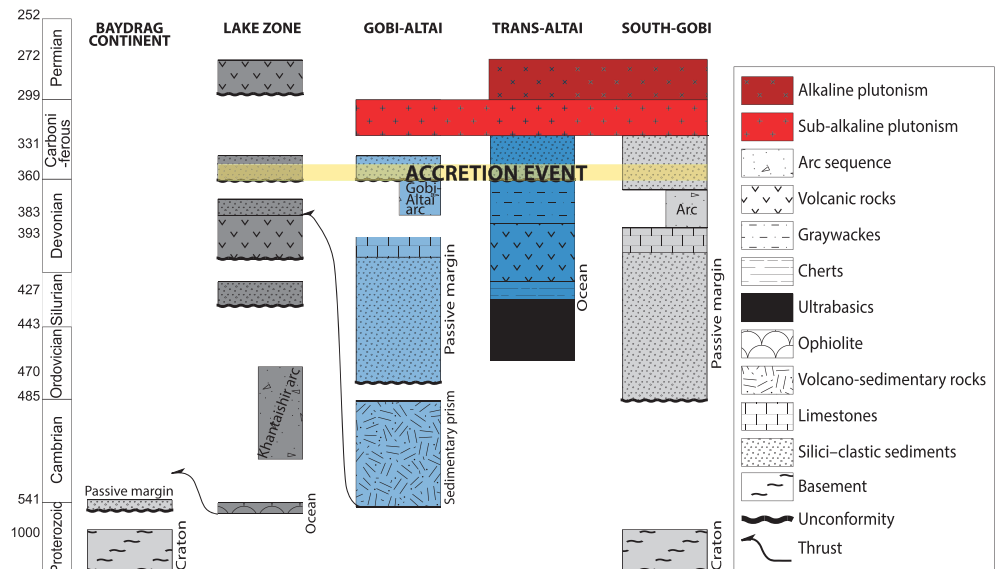 252
272
299
331
360
383
393
427
443
470
485
541
1000
Permian
Carboni
-ferous
Devonian
Silurian
Ordovician
Cambrian
Proterozoic
BAYDRAG
CONTINENT
LAKE ZONE
GOBI-ALTAI
TRANS-ALTAI
SOUTH-GOBI
ACCRETION EVENT
Passive margin
Craton
Khantaishir arc
Ocean
Gobi-
Altai
arc
Passive margin
Sedimentary prism
Ocean
Arc
Passive margin
Craton
Alkaline plutonism
Sub-alkaline plutonism
Arc sequence
Volcanic rocks
Graywackes
Cherts
Ultrabasics
Ophiolite
Volcano-sedimentary rocks
Limestones
Silici–clastic sediments
Basement
Unconformity
Thrust